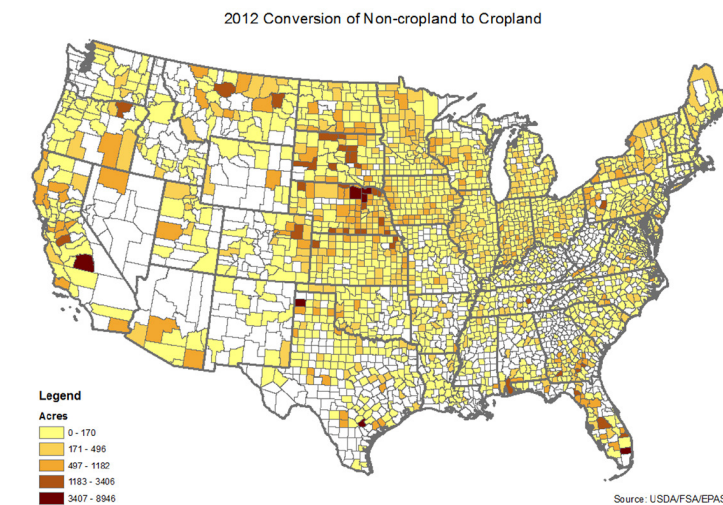 2012 Conversion of Non-cropland to Cropland
Legend
Acres
0 - 170
171 - 496
497 - 1182
1183 - 3406
3407 - 8946
Source: USDA/FSA/EPAS